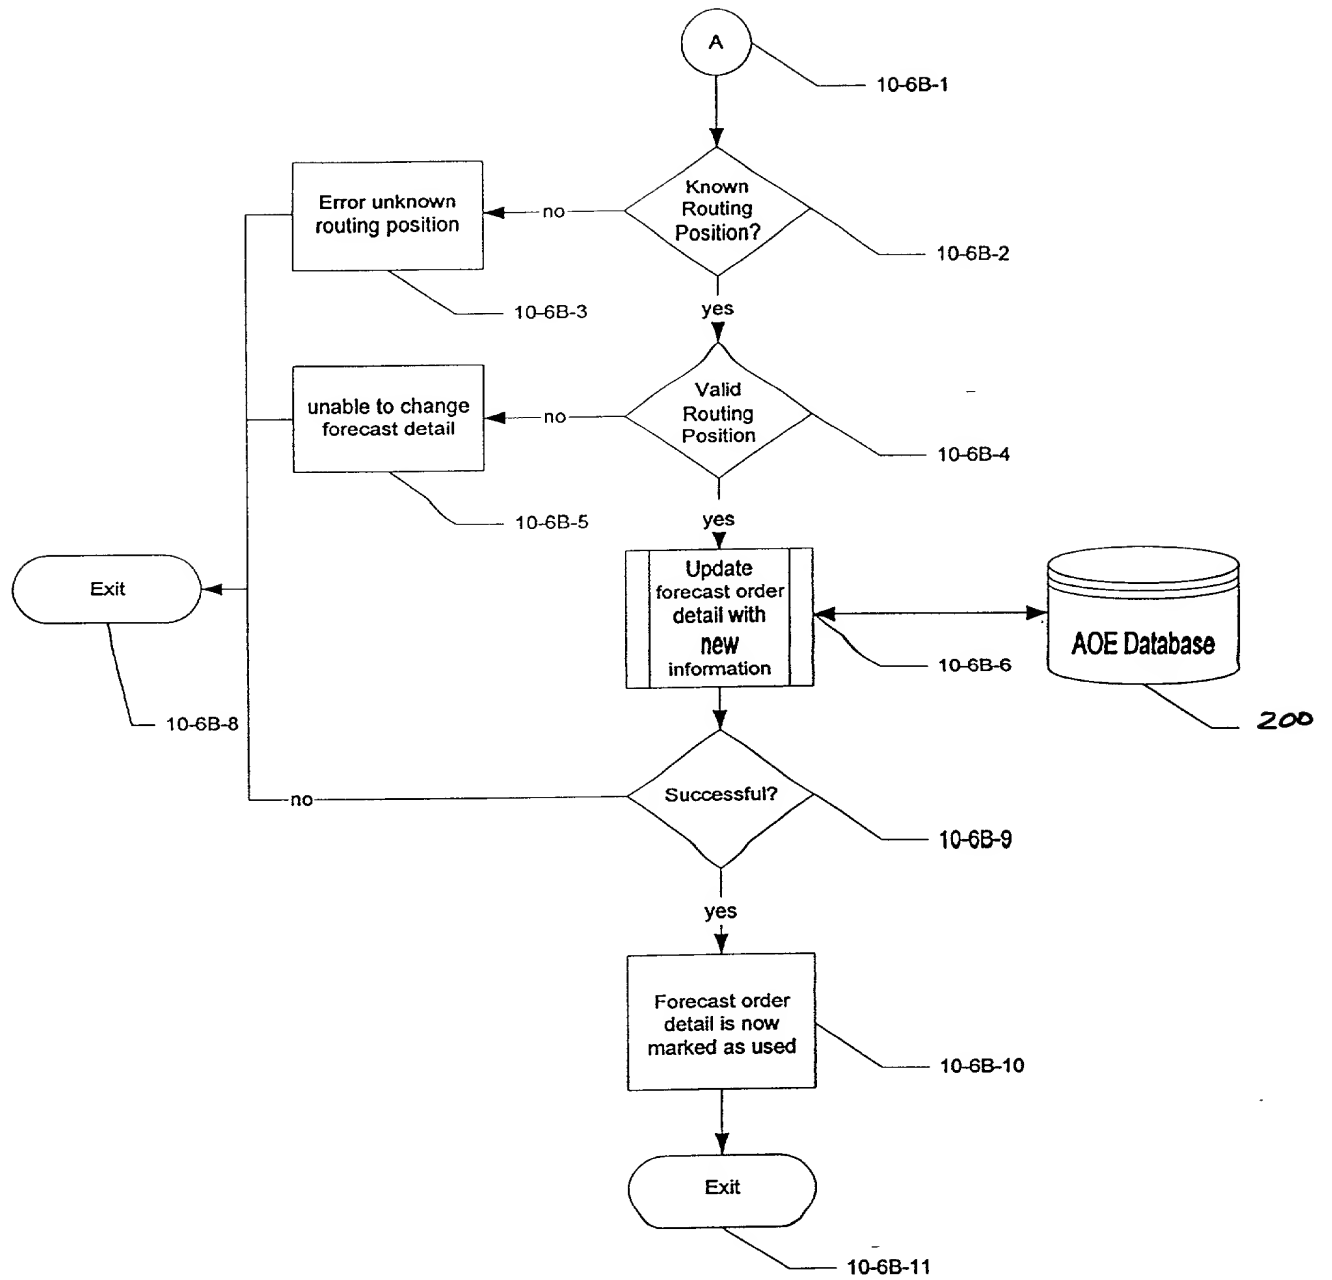 A
10-6B-1
Known
Routing
Position?
10-6B-2
no
Error unknown
routing position
10-6B-3
yes
Valid
Routing
Position
10-6B-4
no
unable to change
forecast detail
10-6B-5
yes
Update
forecast order
detail with
new
information
10-6B-6
AOE Database
200
Exit
10-6B-8
Successful?
10-6B-9
no
yes
Forecast order
detail is now
marked as used
10-6B-10
Exit
10-6B-11